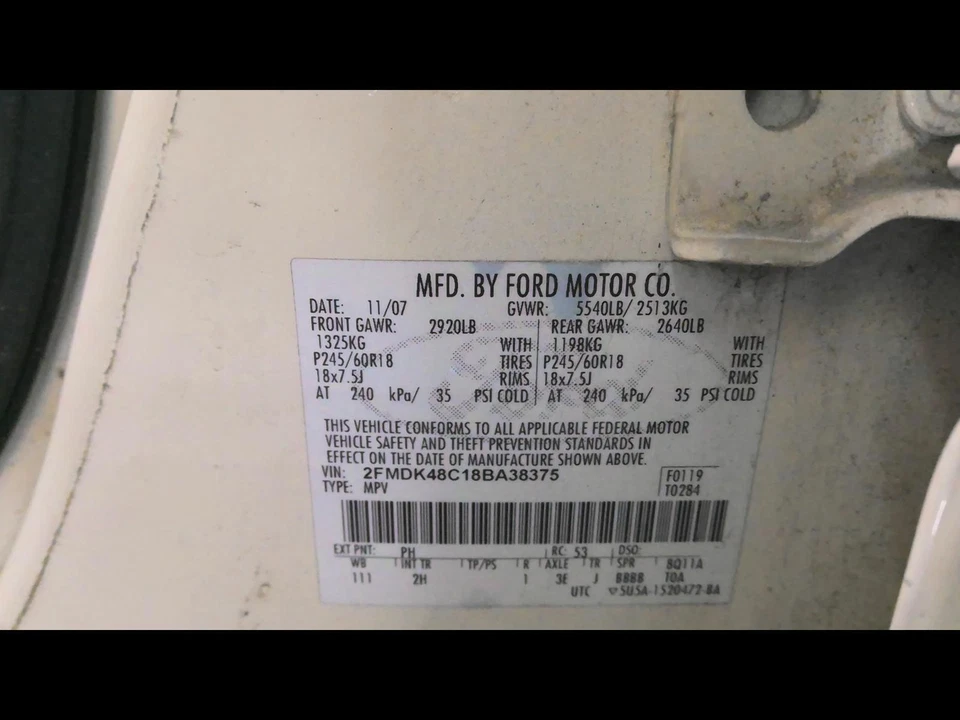 MFD. BY FORD MOTOR CO.
DATE: 11/07 GVWR: 5540LB/ 2513KG
FRONT GAWR: 2920LB REAR GAWR: 2640LB
1325KG WITH 1198KG WITH
P245/60R18 TIRES P245/60R18 TIRES
18x7.5J RIMS 18x7.5J RIMS
AT 240 kPa/ 35 PSI COLD AT 240 kPa/ 35 PSI COLD
THIS VEHICLE CONFORMS TO ALL APPLICABLE FEDERAL MOTOR
VEHICLE SAFETY AND THEFT PREVENTION STANDARDS IN
EFFECT ON THE DATE OF MANUFACTURE SHOWN ABOVE.
VIN: 2FMDK48C18BA38375 F0119
TYPE: MPV T0284
EXT PNT: PH RC: 53 DSO:
WB INT TR TP/PS R AXLE TR SPR 8Q11A
111 2H 1 3E J BBBB TOA
UTC 5U5A-1520472-BA